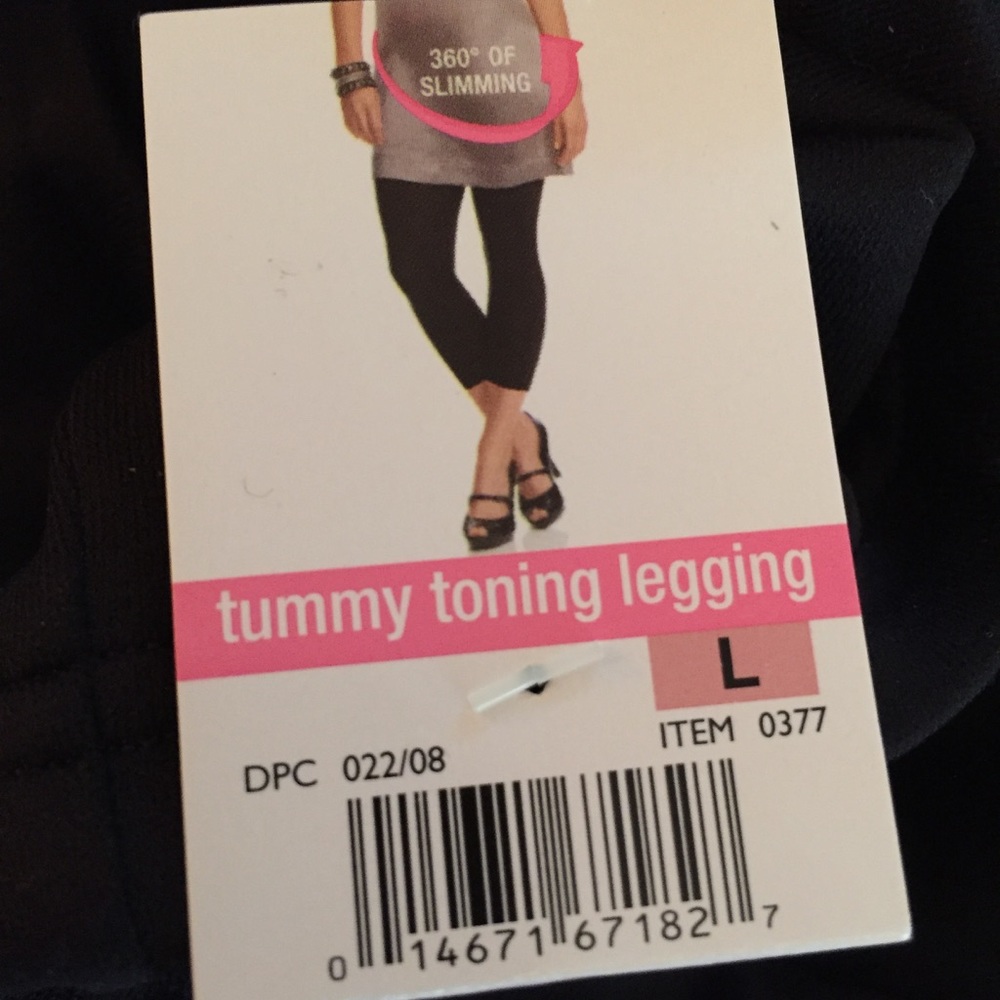 360° OF
SLIMMING
tummy toning legging
L
ITEM 0377
DPC 022/08
0 14671 67182 7